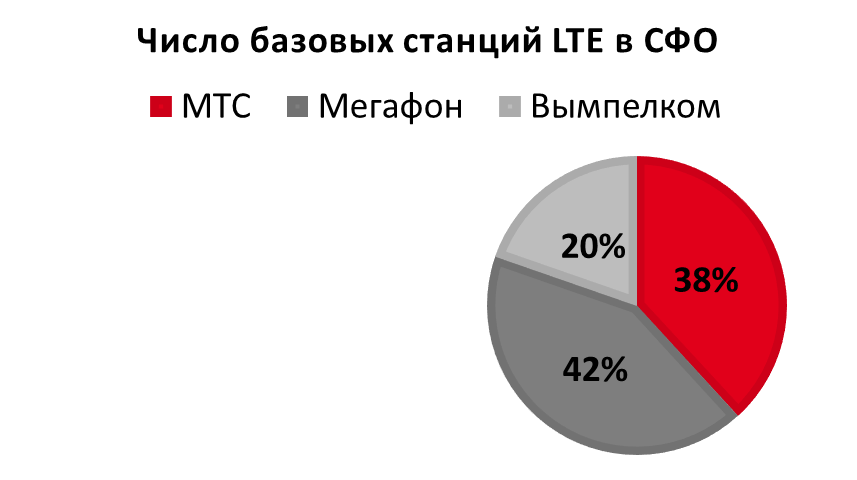 Число базовых станций LTE в СФО
МТС Мегафон Вымпелком
20%
38%
42%